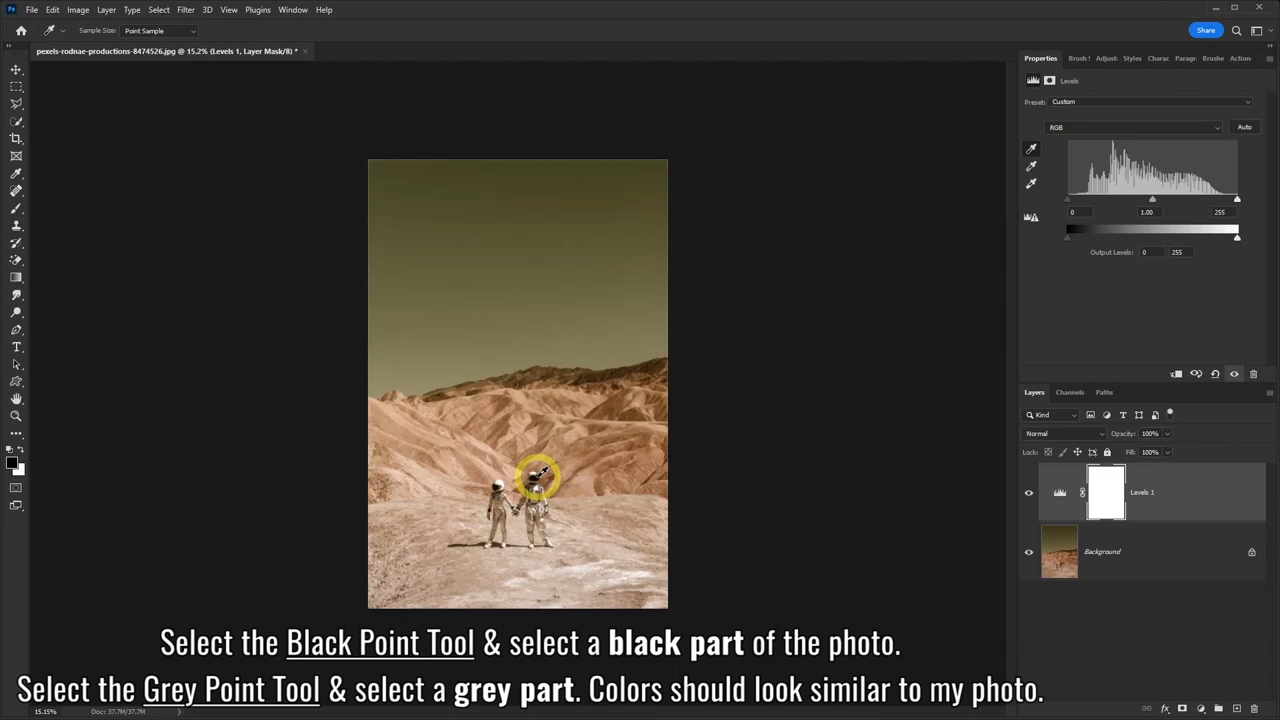 Ps File Edit Image Layer Type Select Filter 3D View Plugins Window Help
Sample Size: Point Sample Share
pexels-rodnae-productions-8474526.jpg @ 15.2% (Levels 1, Layer Mask/8) * ×
Properties Brush Adjus Styles Charac Paragr Brushe Action
Levels
Preset: Custom
RGB Auto
0 1.00 255
Output Levels: 0 255
Layers Channels Paths
Kind
Normal Opacity: 100%
Lock: Fill: 100%
Levels 1
Background
Select the Black Point Tool & select a black part of the photo.
Select the Grey Point Tool & select a grey part. Colors should look similar to my photo.
15.15% Doc: 37.7M/37.7M